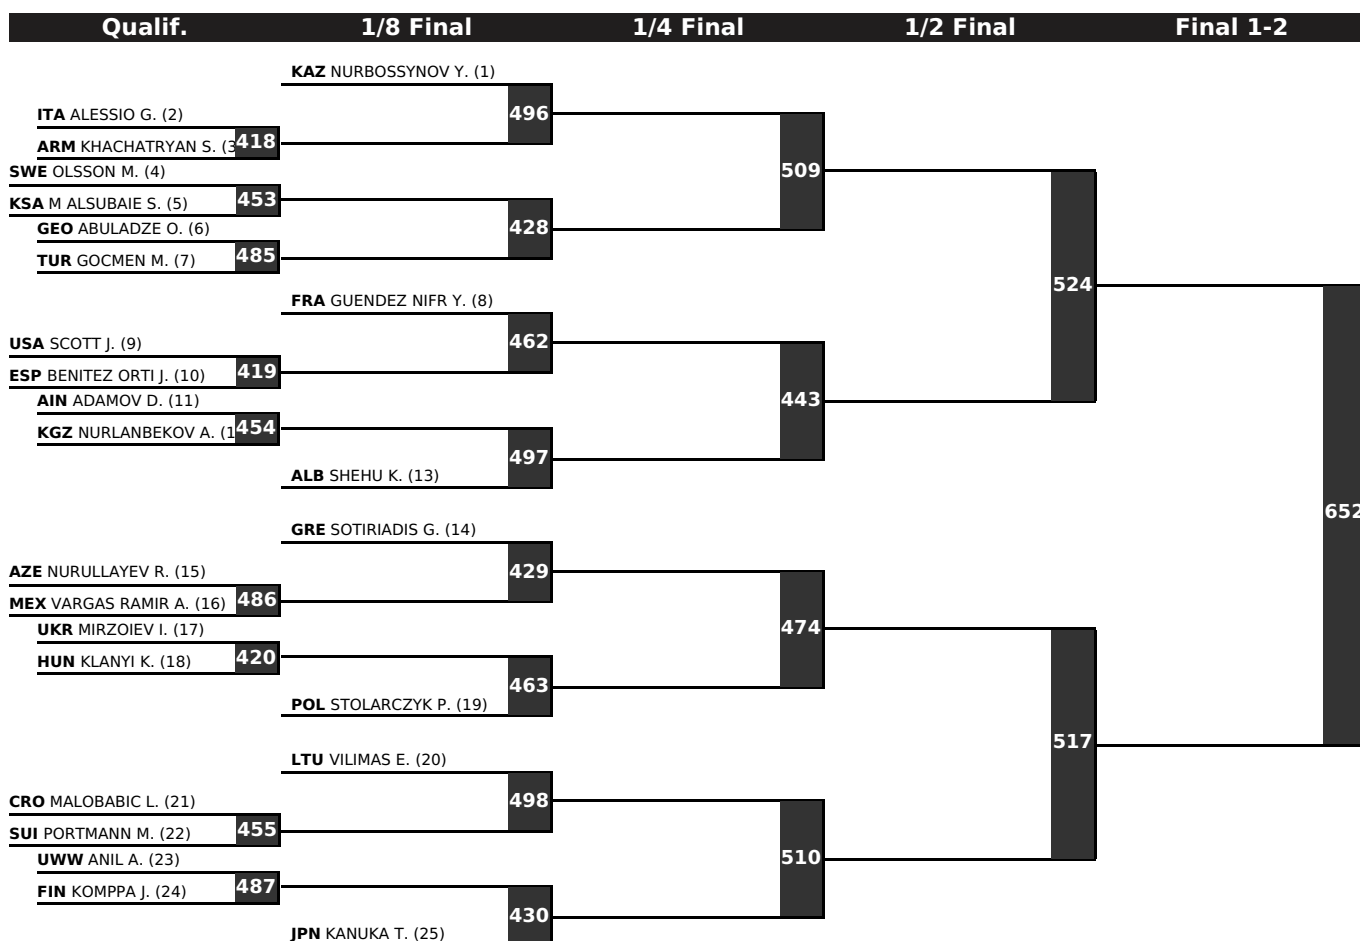 Qualif. 1/8 Final 1/4 Final 1/2 Final Final 1-2
KAZ NURBOSSYNOV Y. (1)
496
ITA ALESSIO G. (2)
418
ARM KHACHATRYAN S. (3
509
SWE OLSSON M. (4)
453
KSA M ALSUBAIE S. (5)
428
GEO ABULADZE O. (6)
485
TUR GOCMEN M. (7)
524
FRA GUENDEZ NIFR Y. (8)
462
USA SCOTT J. (9)
419
ESP BENITEZ ORTI J. (10)
443
AIN ADAMOV D. (11)
454
KGZ NURLANBEKOV A. (1
497
ALB SHEHU K. (13)
652
GRE SOTIRIADIS G. (14)
429
AZE NURULLAYEV R. (15)
486
MEX VARGAS RAMIR A. (16)
474
UKR MIRZOIEV I. (17)
420
HUN KLANYI K. (18)
463
POL STOLARCZYK P. (19)
517
LTU VILIMAS E. (20)
498
CRO MALOBABIC L. (21)
455
SUI PORTMANN M. (22)
510
UWW ANIL A. (23)
487
FIN KOMPPA J. (24)
430
JPN KANUKA T. (25)